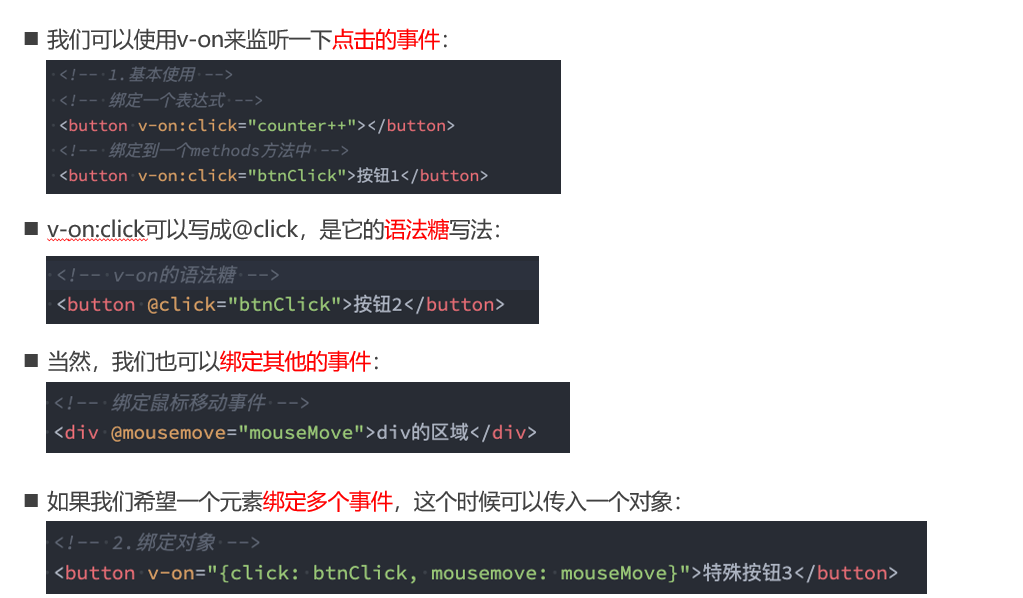 ■ 我们可以使用v-on来监听一下点击的事件：
<!-- 1.基本使用 -->
<!-- 绑定一个表达式 -->
<button v-on:click="counter++"></button>
<!-- 绑定到一个methods方法中 -->
<button v-on:click="btnClick">按钮1</button>
■ v-on:click可以写成@click，是它的语法糖写法：
<!-- v-on的语法糖 -->
<button @click="btnClick">按钮2</button>
■ 当然，我们也可以绑定其他的事件：
<!-- 绑定鼠标移动事件 -->
<div @mousemove="mouseMove">div的区域</div>
■ 如果我们希望一个元素绑定多个事件，这个时候可以传入一个对象：
<!-- 2.绑定对象 -->
<button v-on="{click: btnClick, mousemove: mouseMove}">特殊按钮3</button>